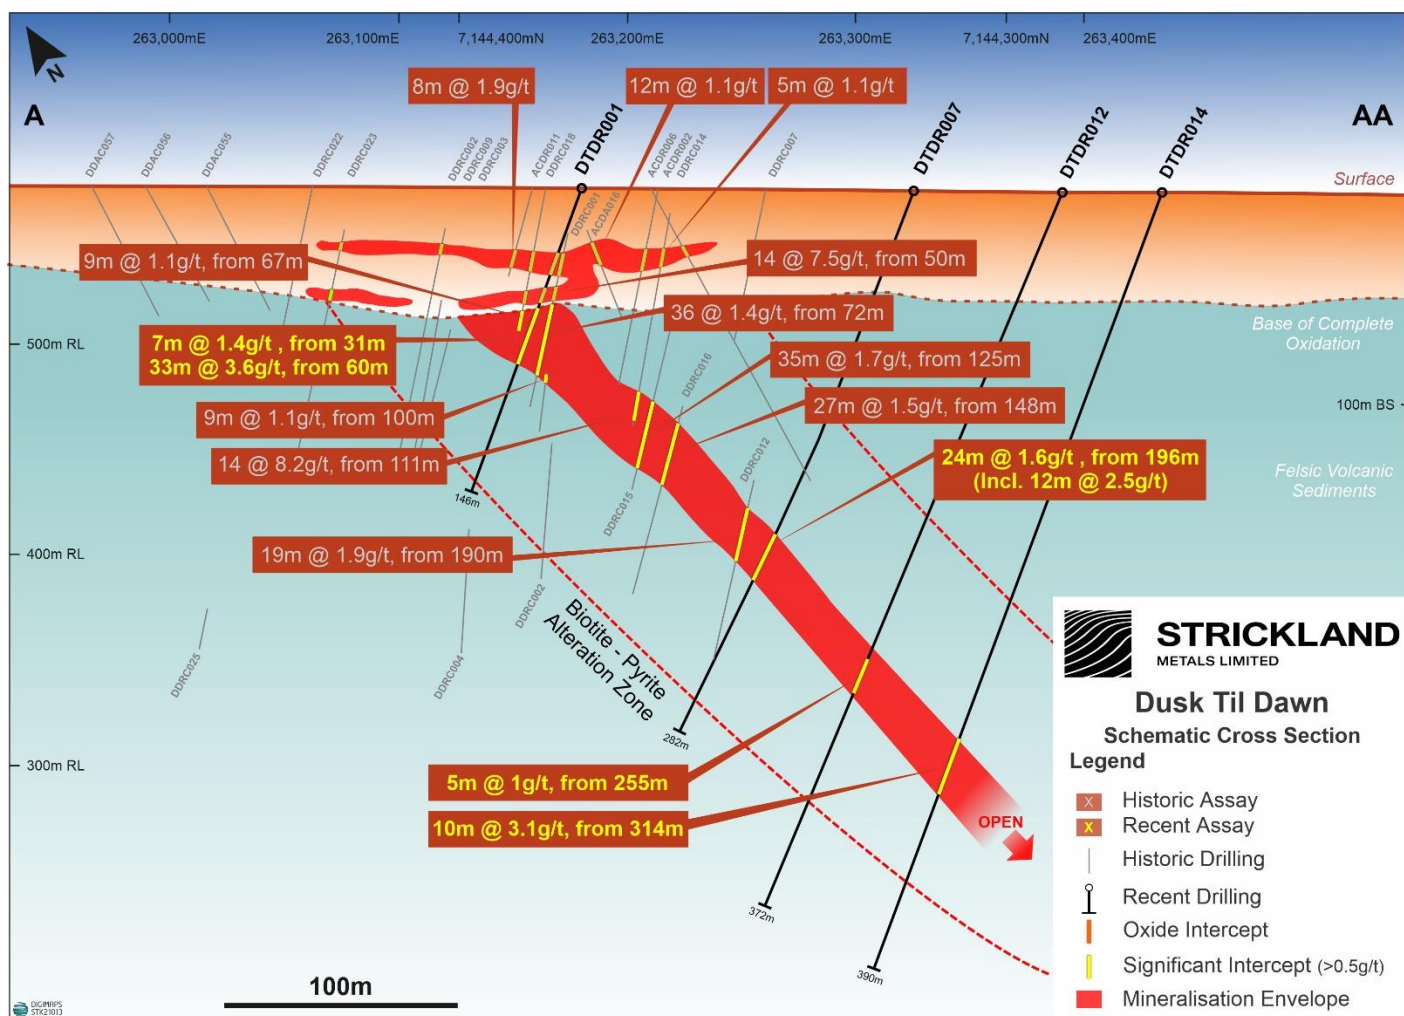 263,000mE
263,100mE
7,144,400mN
263,200mE
263,300mE
7,144,300mN
263,400mE
N
A
AA
8m @ 1.9g/t
12m @ 1.1g/t
5m @ 1.1g/t
DDAC057
DDAC056
DDAC055
DDRC022
DDRC023
DDRC002
DDRC009
DDRC003
ACDR011
DDRC018
DTDR001
DDRC001
ACDA016
ACDR006
ACDR002
DDRC014
DDRC007
DTDR007
DTDR012
DTDR014
Surface
9m @ 1.1g/t, from 67m
14 @ 7.5g/t, from 50m
36 @ 1.4g/t, from 72m
Base of Complete
Oxidation
500m RL
7m @ 1.4g/t , from 31m
33m @ 3.6g/t, from 60m
35m @ 1.7g/t, from 125m
DDRC016
27m @ 1.5g/t, from 148m
100m BS
9m @ 1.1g/t, from 100m
14 @ 8.2g/t, from 111m
DDRC012
24m @ 1.6g/t , from 196m
(Incl. 12m @ 2.5g/t)
Felsic Volcanic
Sediments
146m
DDRC015
400m RL
19m @ 1.9g/t, from 190m
DDRC002
DDRC025
DDRC004
Biotite - Pyrite
Alteration Zone
282m
300m RL
5m @ 1g/t, from 255m
10m @ 3.1g/t, from 314m
OPEN
372m
390m
100m
DIGIMAPS
STK21013
STRICKLAND
METALS LIMITED
Dusk Til Dawn
Schematic Cross Section
Legend
X Historic Assay
X Recent Assay
Historic Drilling
Recent Drilling
Oxide Intercept
Significant Intercept (>0.5g/t)
Mineralisation Envelope